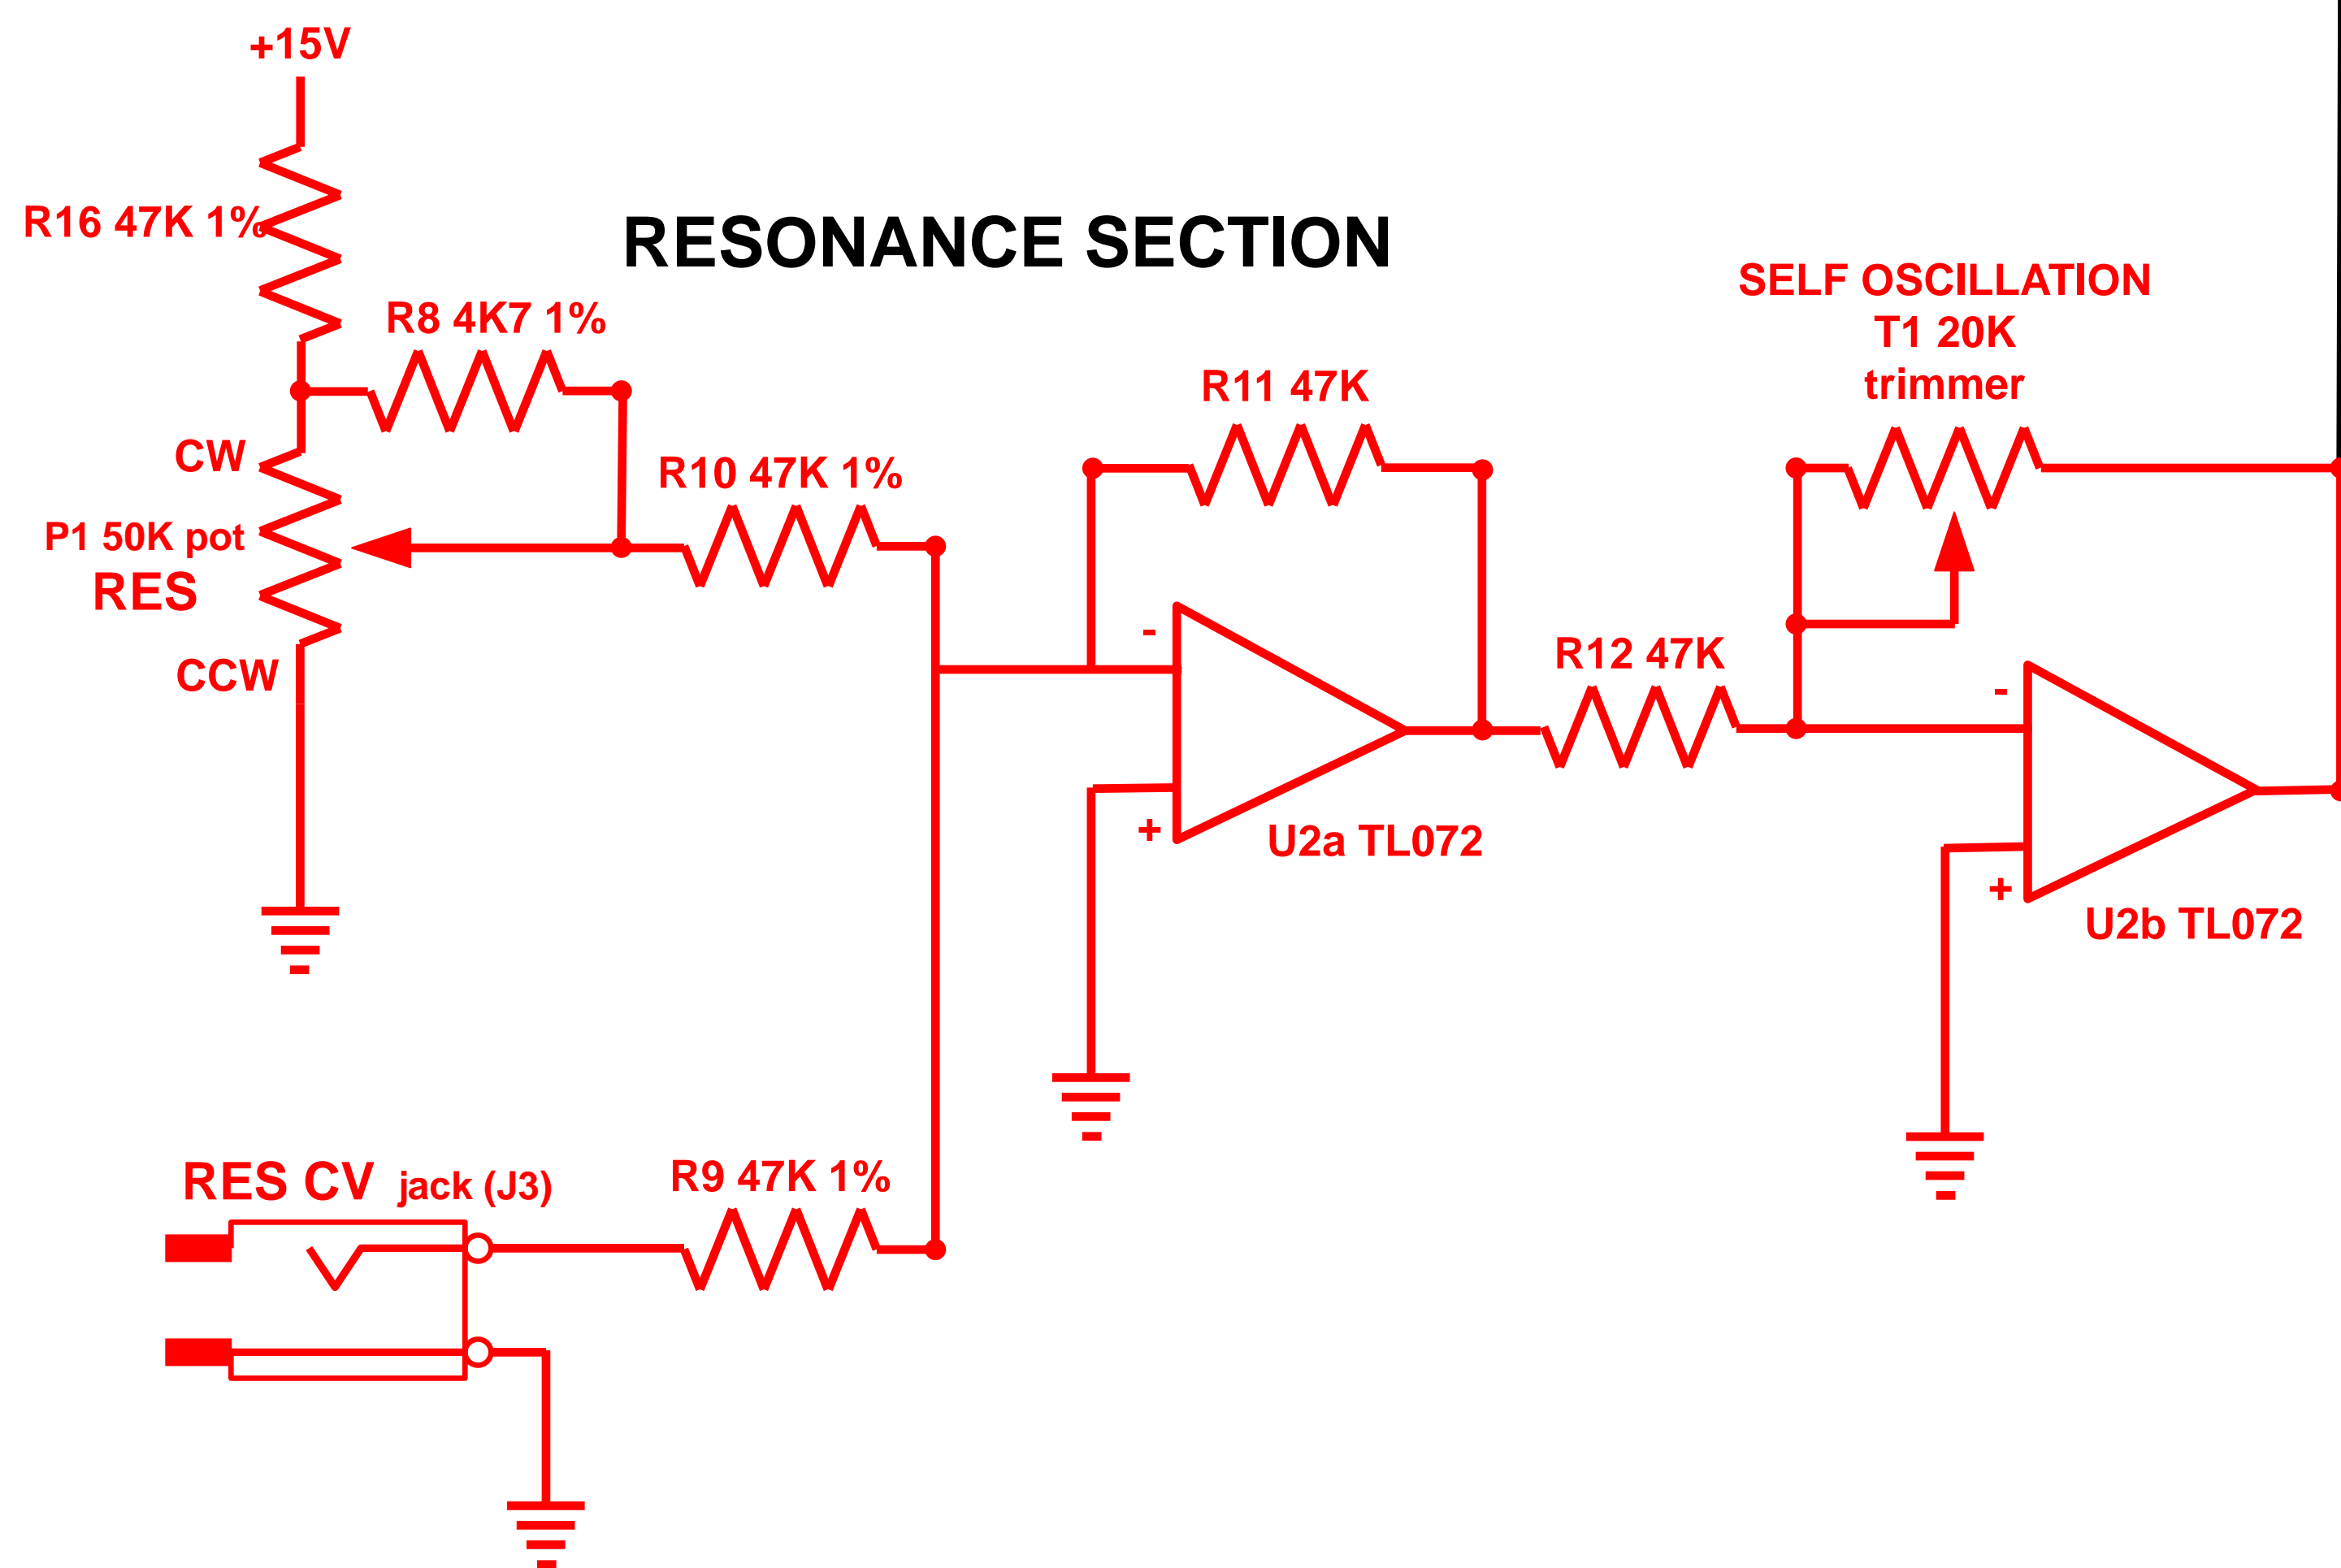 +15V
R16 47K 1%
RESONANCE SECTION
R8 4K7 1%
SELF OSCILLATION
T1 20K
trimmer
R11 47K
CW
R10 47K 1%
P1 50K pot
RES
CCW
-
R12 47K
-
+
U2a TL072
+
U2b TL072
RES CV jack (J3)
R9 47K 1%